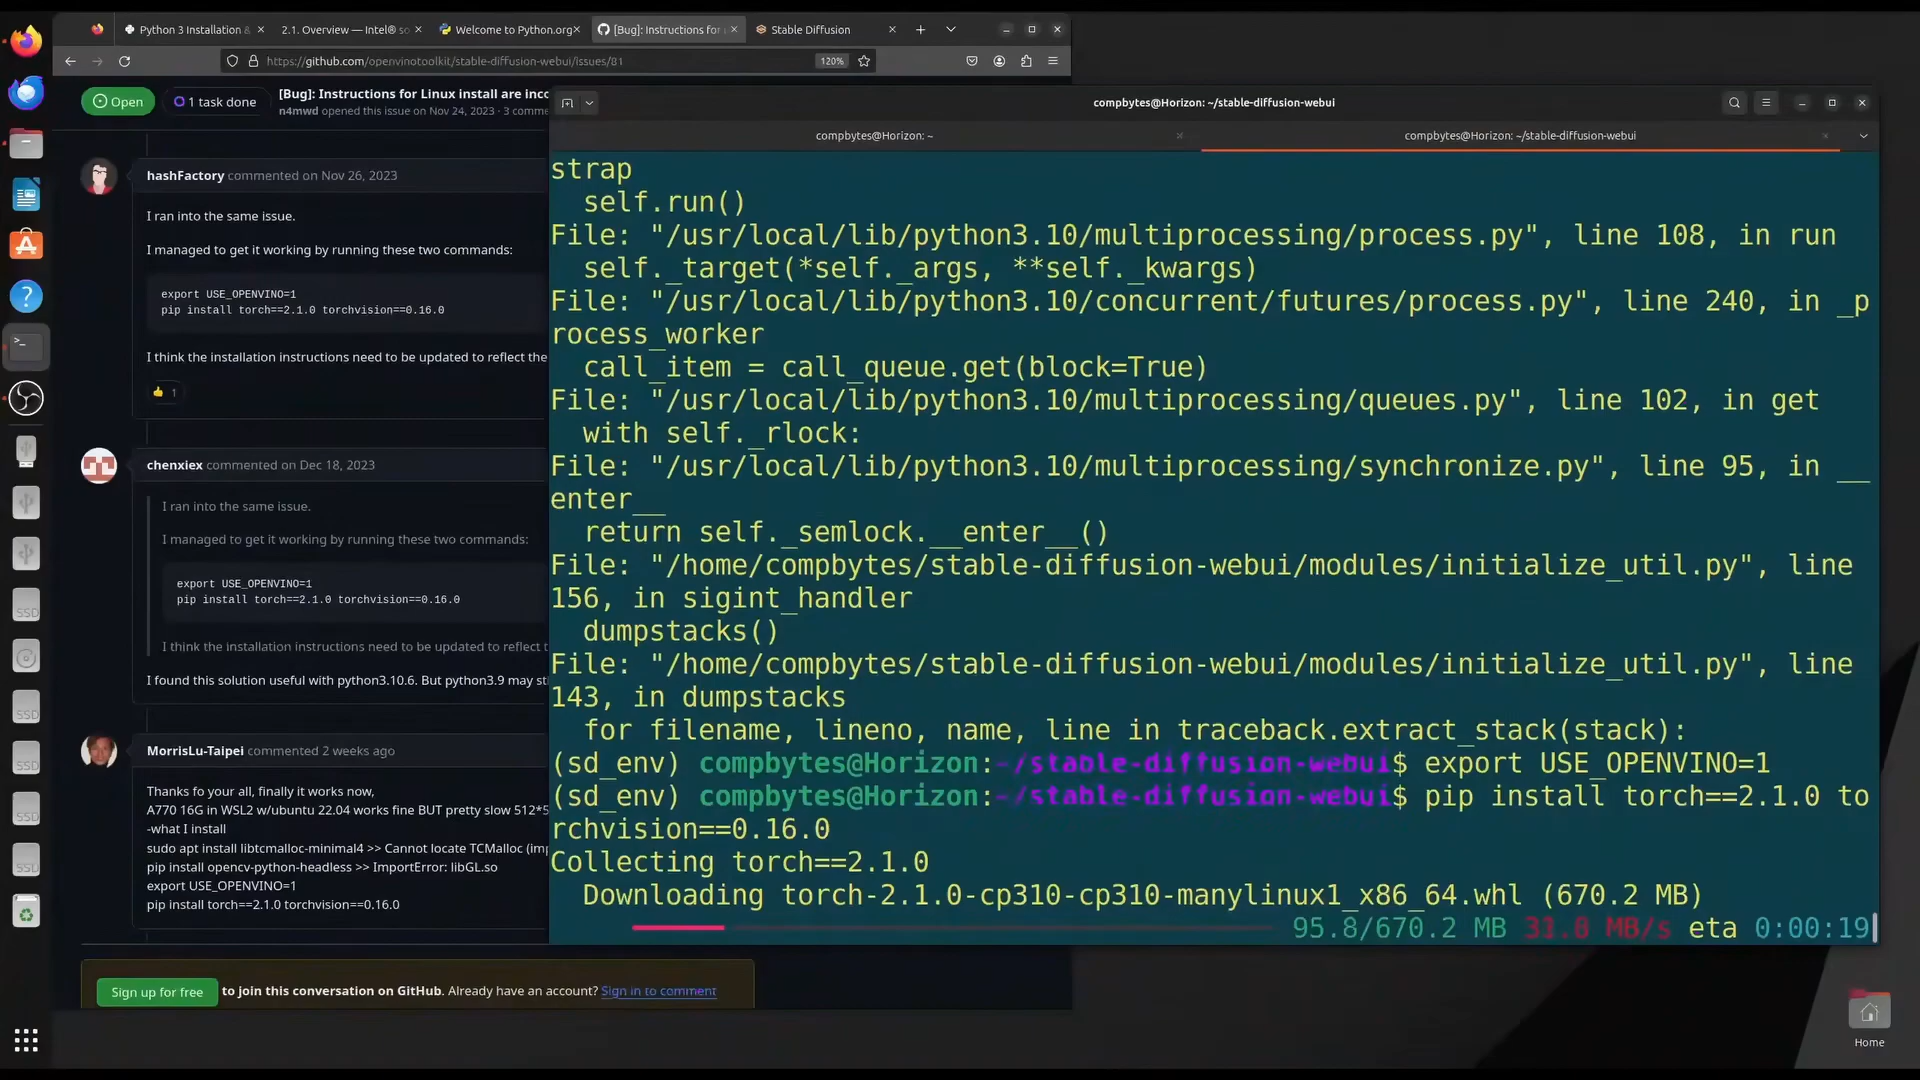 Python 3 Installation &
2.1. Overview — Intel® so
Welcome to Python.org
[Bug]: Instructions for
Stable Diffusion
https://github.com/openvinotoolkit/stable-diffusion-webui/issues/81
120%
Open
1 task done
[Bug]: Instructions for Linux install are inco
n4mwd opened this issue on Nov 24, 2023 · 3 comme
hashFactory commented on Nov 26, 2023
I ran into the same issue.
I managed to get it working by running these two commands:
export USE_OPENVINO=1
pip install torch==2.1.0 torchvision==0.16.0
I think the installation instructions need to be updated to reflect the
👍 1
chenxiex commented on Dec 18, 2023
I ran into the same issue.
I managed to get it working by running these two commands:
export USE_OPENVINO=1
pip install torch==2.1.0 torchvision==0.16.0
I think the installation instructions need to be updated to reflect t
I found this solution useful with python3.10.6. But python3.9 may sti
MorrisLu-Taipei commented 2 weeks ago
Thanks fo your all, finally it works now,
A770 16G in WSL2 w/ubuntu 22.04 works fine BUT pretty slow 512*5
-what I install
sudo apt install libtcmalloc-minimal4 >> Cannot locate TCMalloc (imp
pip install opencv-python-headless >> ImportError: libGL.so
export USE_OPENVINO=1
pip install torch==2.1.0 torchvision==0.16.0
Sign up for free to join this conversation on GitHub. Already have an account? Sign in to comment
compbytes@Horizon: ~/stable-diffusion-webui
compbytes@Horizon: ~
compbytes@Horizon: ~/stable-diffusion-webui
strap
self.run()
File: "/usr/local/lib/python3.10/multiprocessing/process.py", line 108, in run
self._target(*self._args, **self._kwargs)
File: "/usr/local/lib/python3.10/concurrent/futures/process.py", line 240, in _p
rocess_worker
call_item = call_queue.get(block=True)
File: "/usr/local/lib/python3.10/multiprocessing/queues.py", line 102, in get
with self._rlock:
File: "/usr/local/lib/python3.10/multiprocessing/synchronize.py", line 95, in __
enter__
return self._semlock.__enter__()
File: "/home/compbytes/stable-diffusion-webui/modules/initialize_util.py", line
156, in sigint_handler
dumpstacks()
File: "/home/compbytes/stable-diffusion-webui/modules/initialize_util.py", line
143, in dumpstacks
for filename, lineno, name, line in traceback.extract_stack(stack):
(sd_env) compbytes@Horizon:~/stable-diffusion-webui$ export USE_OPENVINO=1
(sd_env) compbytes@Horizon:~/stable-diffusion-webui$ pip install torch==2.1.0 to
rchvision==0.16.0
Collecting torch==2.1.0
Downloading torch-2.1.0-cp310-cp310-manylinux1_x86_64.whl (670.2 MB)
95.8/670.2 MB 31.8 MB/s eta 0:00:19
SSD
SSD
SSD
SSD
SSD
Home